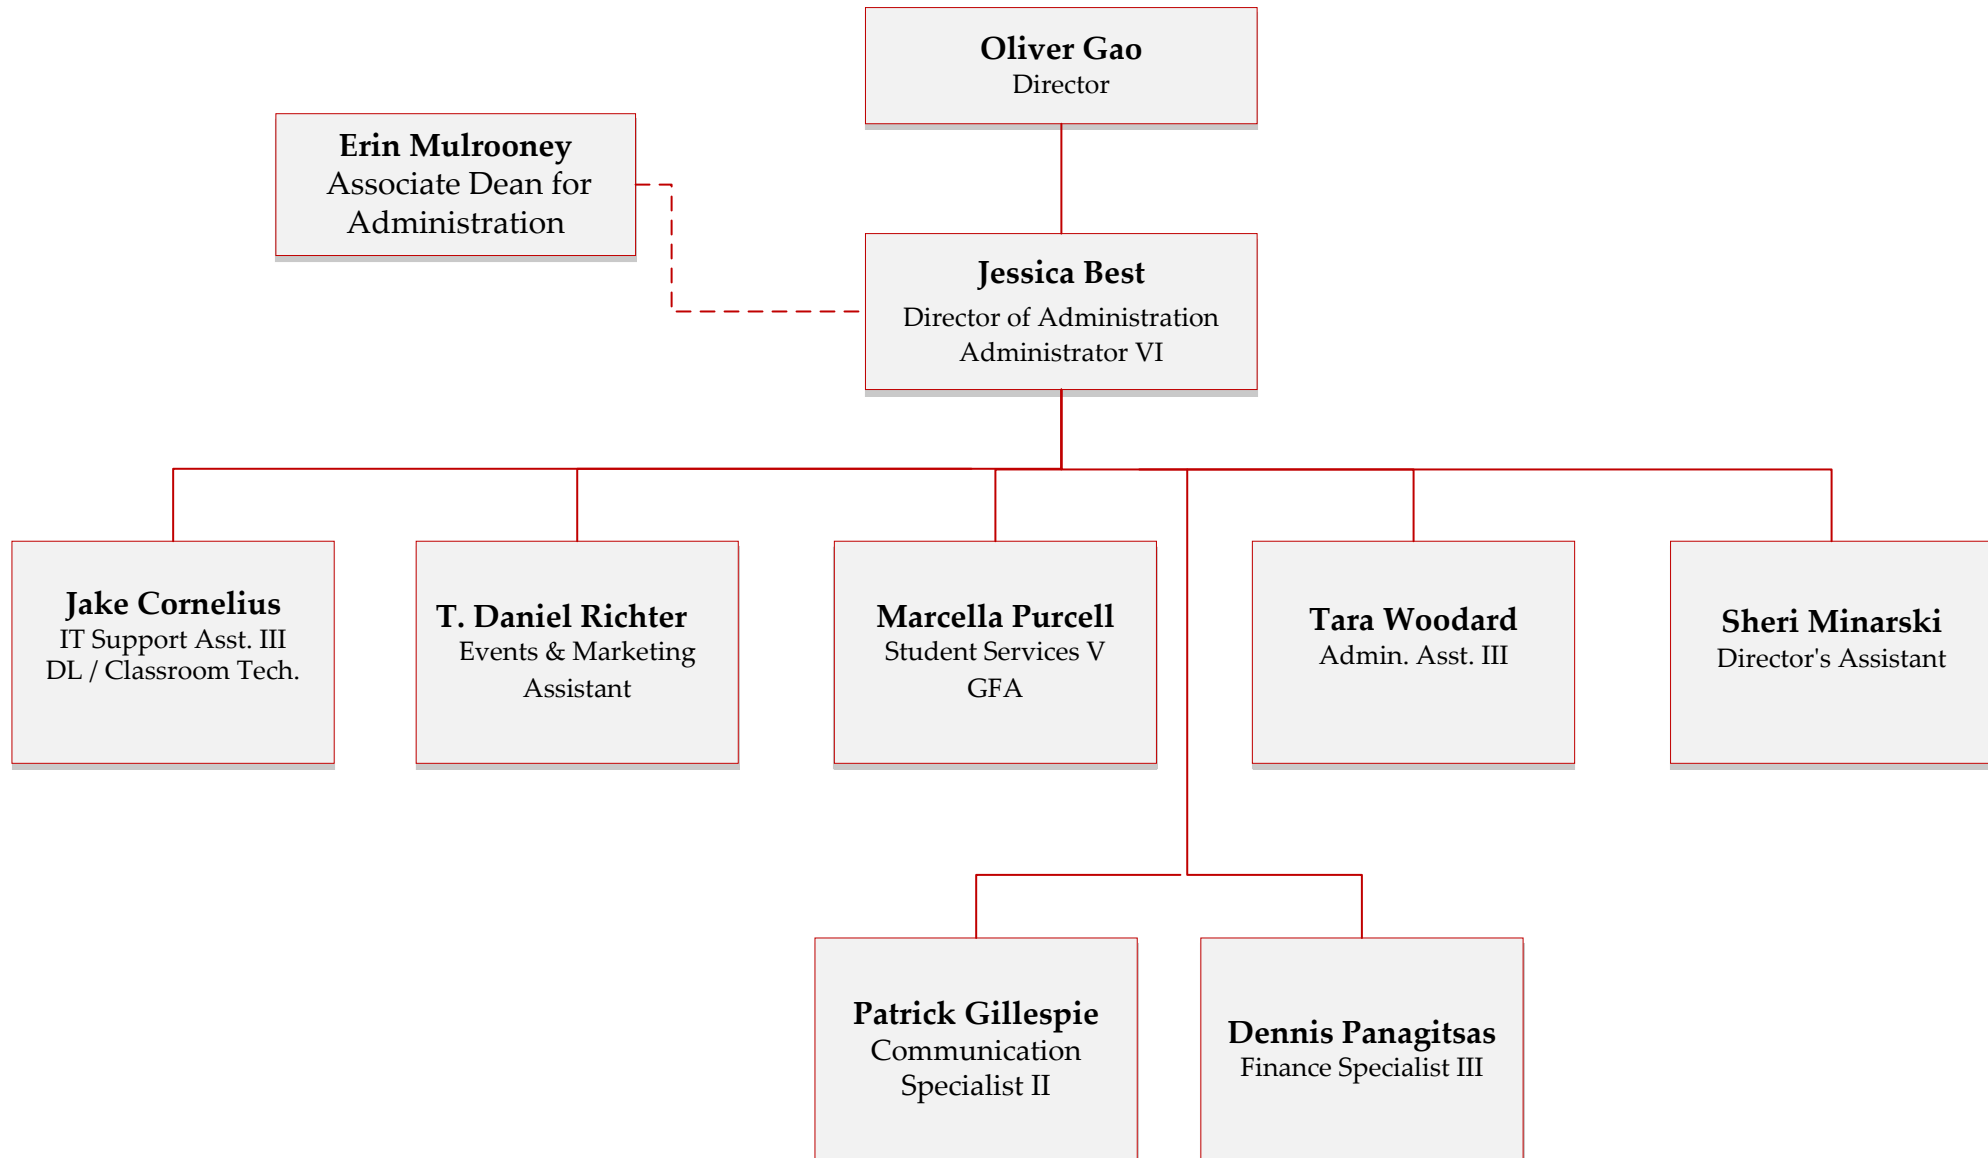 Oliver Gao
Director
Erin Mulrooney
Associate Dean for
Administration
Jessica Best
Director of Administration
Administrator VI
Jake Cornelius
IT Support Asst. III
DL / Classroom Tech.
T. Daniel Richter
Events & Marketing
Assistant
Marcella Purcell
Student Services V
GFA
Tara Woodard
Admin. Asst. III
Sheri Minarski
Director's Assistant
Patrick Gillespie
Communication
Specialist II
Dennis Panagitsas
Finance Specialist III